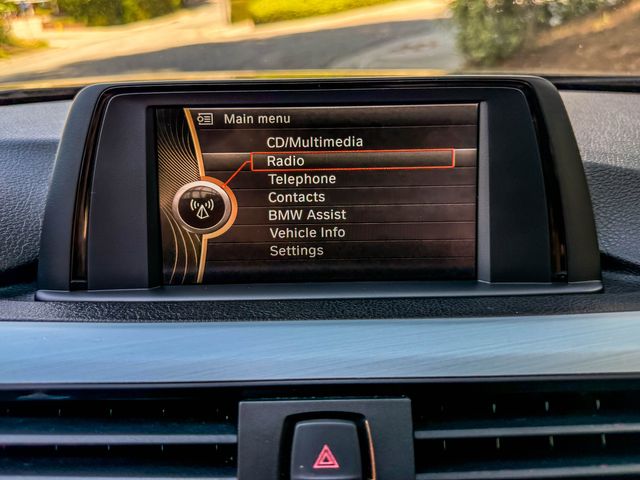 Main menu
CD/Multimedia
Radio
Telephone
Contacts
BMW Assist
Vehicle Info
Settings